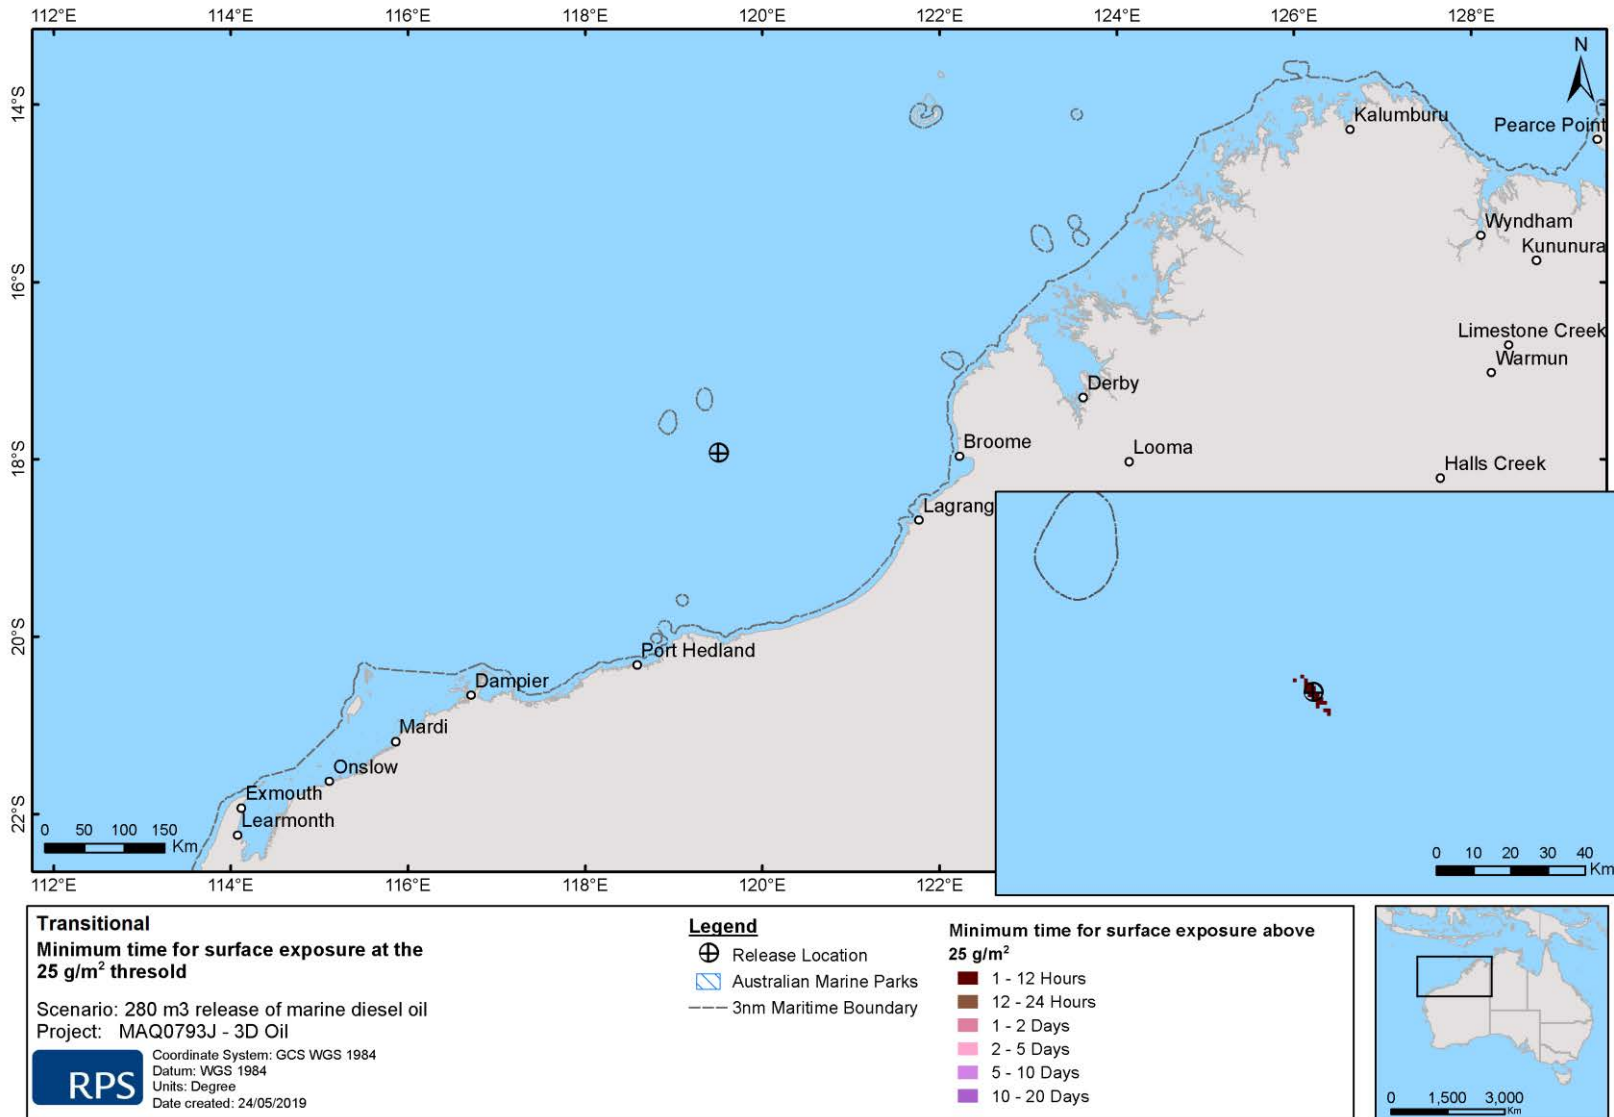 112°E 114°E 116°E 118°E 120°E 122°E 124°E 126°E 128°E
N
14°S
Kalumburu
Pearce Point
Wyndham
Kununura
16°S
Limestone Creek
Warmun
Derby
Broome
Looma
18°S
Halls Creek
Lagrang
20°S
Port Hedland
Dampier
Mardi
Onslow
Exmouth
22°S
Learmonth
0 50 100 150
Km
0 10 20 30 40
Km
112°E 114°E 116°E 118°E 120°E 122°E
Transitional
Minimum time for surface exposure at the
25 g/m² thresold
Scenario: 280 m3 release of marine diesel oil
Project: MAQ0793J - 3D Oil
RPS
Coordinate System: GCS WGS 1984
Datum: WGS 1984
Units: Degree
Date created: 24/05/2019
Legend
Release Location
Australian Marine Parks
3nm Maritime Boundary
Minimum time for surface exposure above
25 g/m²
1 - 12 Hours
12 - 24 Hours
1 - 2 Days
2 - 5 Days
5 - 10 Days
10 - 20 Days
0 1,500 3,000
Km